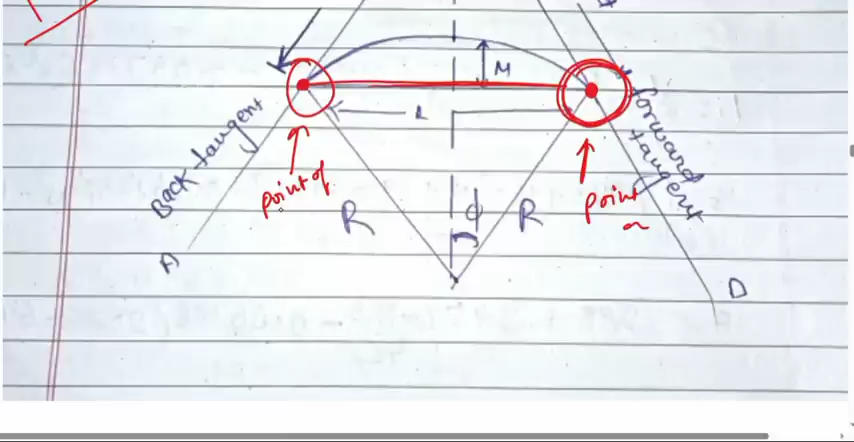 M
L
Back tangent
forward
tangent
point of
point
R
φ
R
A
D